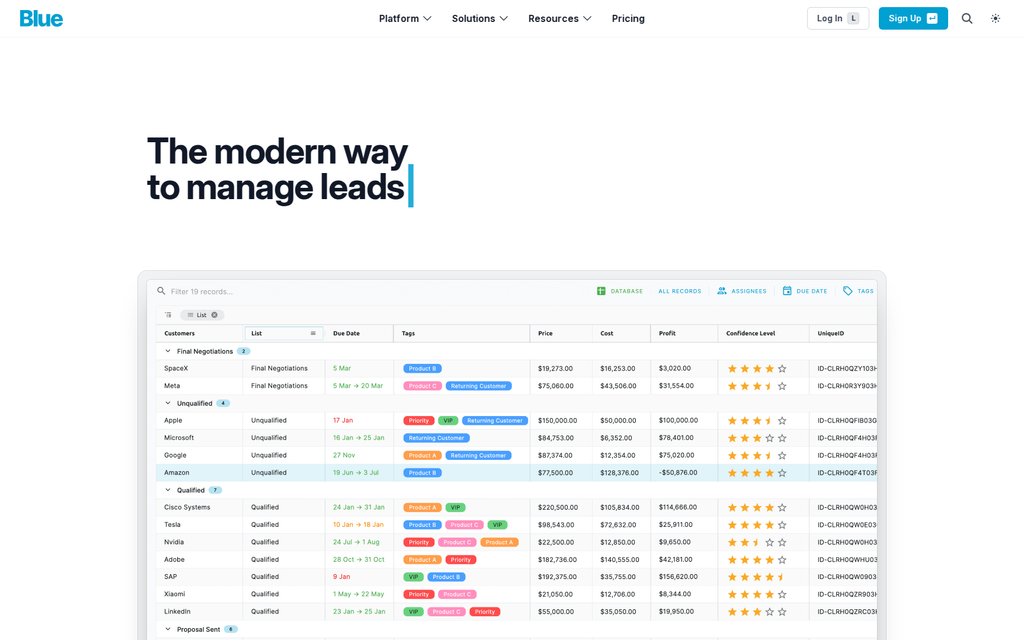 Blue Platform Solutions Resources Pricing Log In L Sign Up
The modern way
to manage leads
Filter 19 records... DATABASE ALL RECORDS ASSIGNEES DUE DATE TAGS
List
Customers List Due Date Tags Price Cost Profit Confidence Level UniqueID
Final Negotiations 2
SpaceX Final Negotiations 5 Mar Product B $19,273.00 $16,253.00 $3,020.00 ID-CLRH0QZY103H
Meta Final Negotiations 5 Mar → 20 Mar Product C Returning Customer $75,060.00 $43,506.00 $31,554.00 ID-CLRH0R3Y903H
Unqualified 4
Apple Unqualified 17 Jan Priority VIP Returning Customer $150,000.00 $50,000.00 $100,000.00 ID-CLRH0QFIB03G
Microsoft Unqualified 16 Jan → 25 Jan Returning Customer $84,753.00 $6,352.00 $78,401.00 ID-CLRH0QF4H03F
Google Unqualified 27 Nov Product A Returning Customer $87,374.00 $12,354.00 $75,020.00 ID-CLRH0QF4H03F
Amazon Unqualified 19 Jun → 3 Jul Product B $77,500.00 $128,376.00 -$50,876.00 ID-CLRH0QF4T03F
Qualified 7
Cisco Systems Qualified 24 Jan → 31 Jan Product A VIP $220,500.00 $105,834.00 $114,666.00 ID-CLRH0QW0H03
Tesla Qualified 10 Jan → 18 Jan Product B Product C VIP $98,543.00 $72,632.00 $25,911.00 ID-CLRH0QW0E03
Nvidia Qualified 24 Jul → 1 Aug Priority Product C Product A $22,500.00 $12,850.00 $9,650.00 ID-CLRH0QW0H03
Adobe Qualified 28 Oct → 31 Oct Product A Priority $182,736.00 $140,555.00 $42,181.00 ID-CLRH0QWHU03
SAP Qualified 9 Jan VIP Product B $192,375.00 $35,755.00 $156,620.00 ID-CLRH0QW0903
Xiaomi Qualified 1 May → 22 May Priority Product C $21,050.00 $12,706.00 $8,344.00 ID-CLRH0QZR903H
LinkedIn Qualified 23 Jan → 25 Jan VIP Product C Priority $55,000.00 $35,050.00 $19,950.00 ID-CLRH0QZRC03
Proposal Sent 6